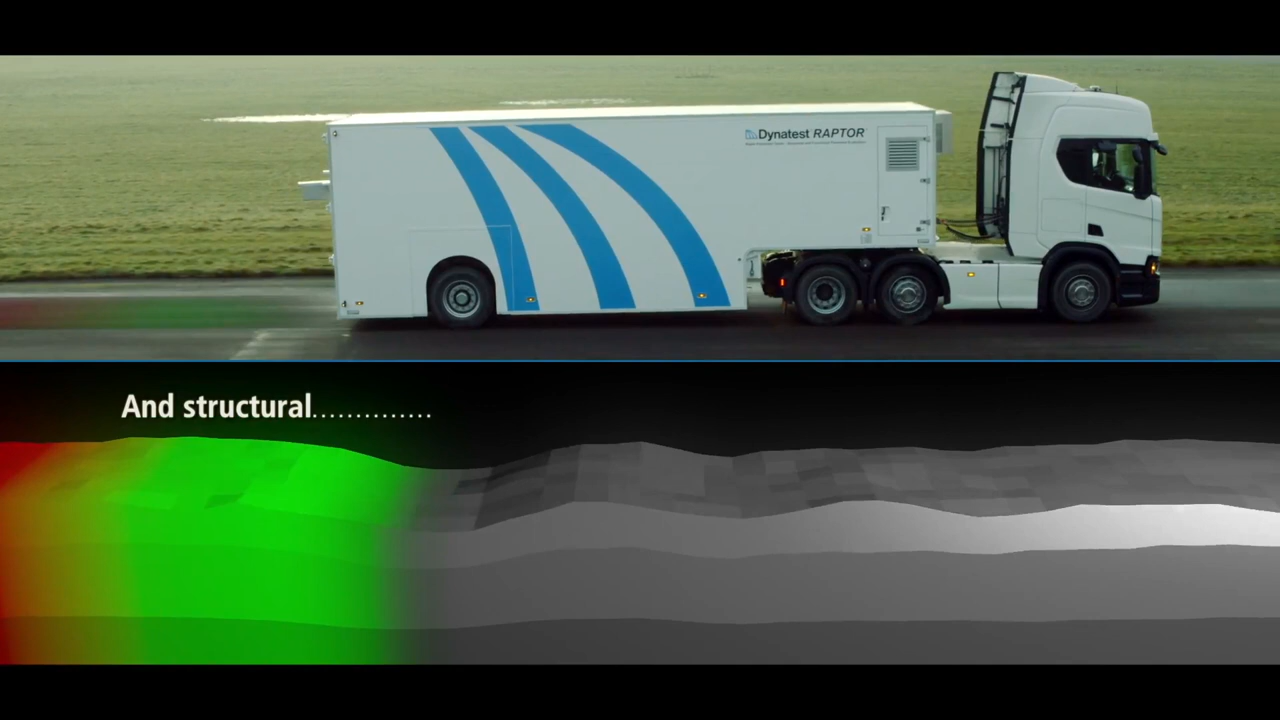 Dynatest RAPTOR
And structural..............